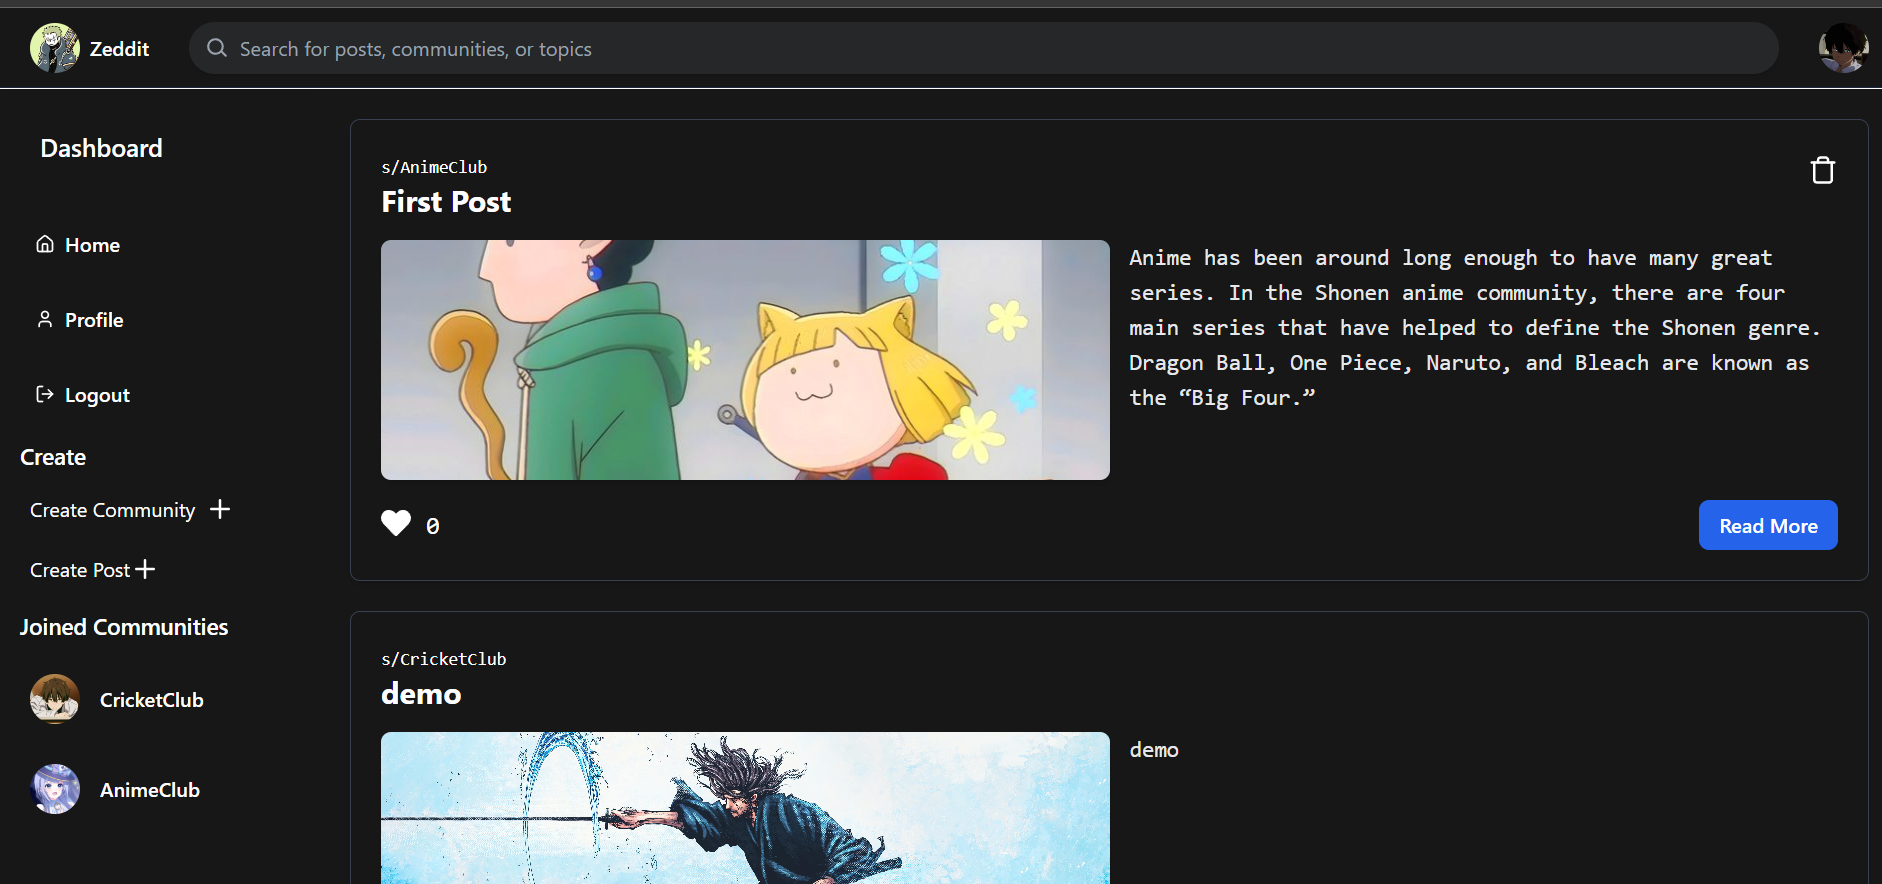 Zeddit
Search for posts, communities, or topics
Dashboard
Home
Profile
Logout
Create
Create Community
Create Post
Joined Communities
CricketClub
AnimeClub
s/AnimeClub
First Post
Anime has been around long enough to have many great
series. In the Shonen anime community, there are four
main series that have helped to define the Shonen genre.
Dragon Ball, One Piece, Naruto, and Bleach are known as
the “Big Four.”
0
Read More
s/CricketClub
demo
demo